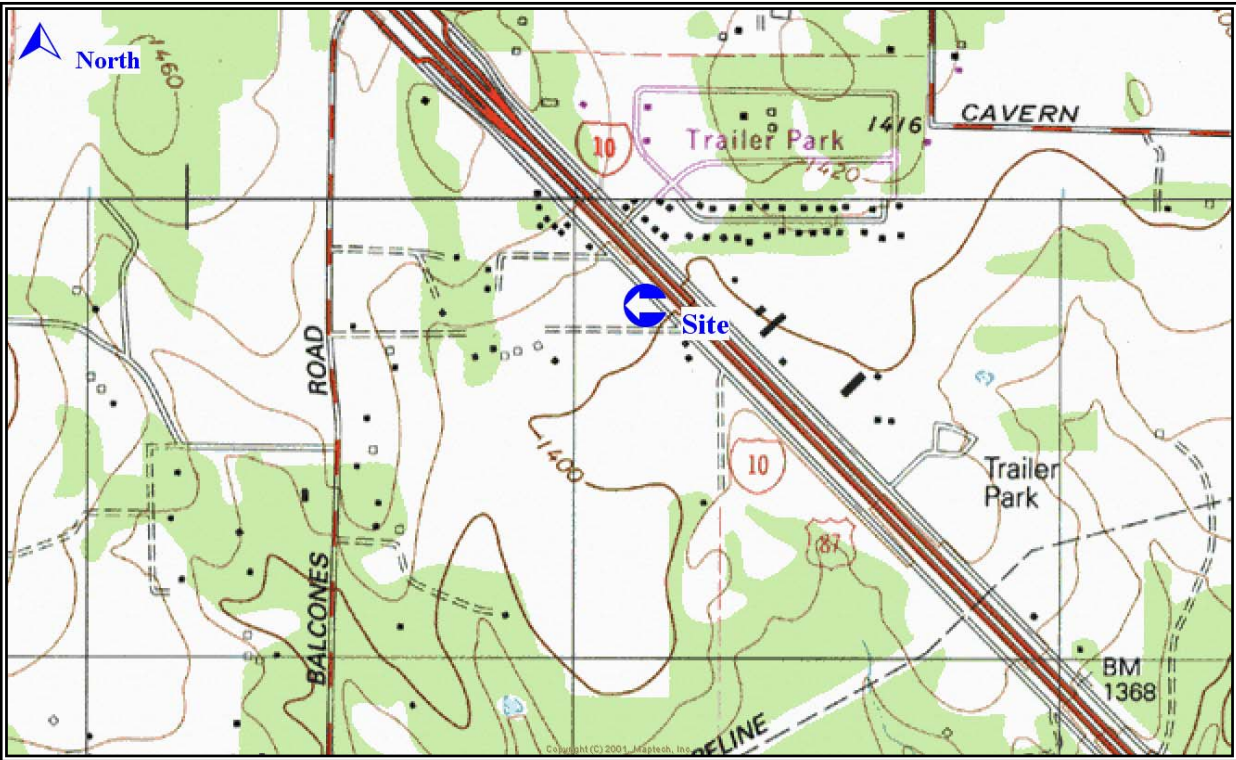 North
1460
CAVERN
1416
10
Trailer Park
1420
Site
ROAD
1400
10
Trailer
Park
87
BALCONES
BM
1368
Copyright (C) 2001, Maptech, Inc.
PELINE